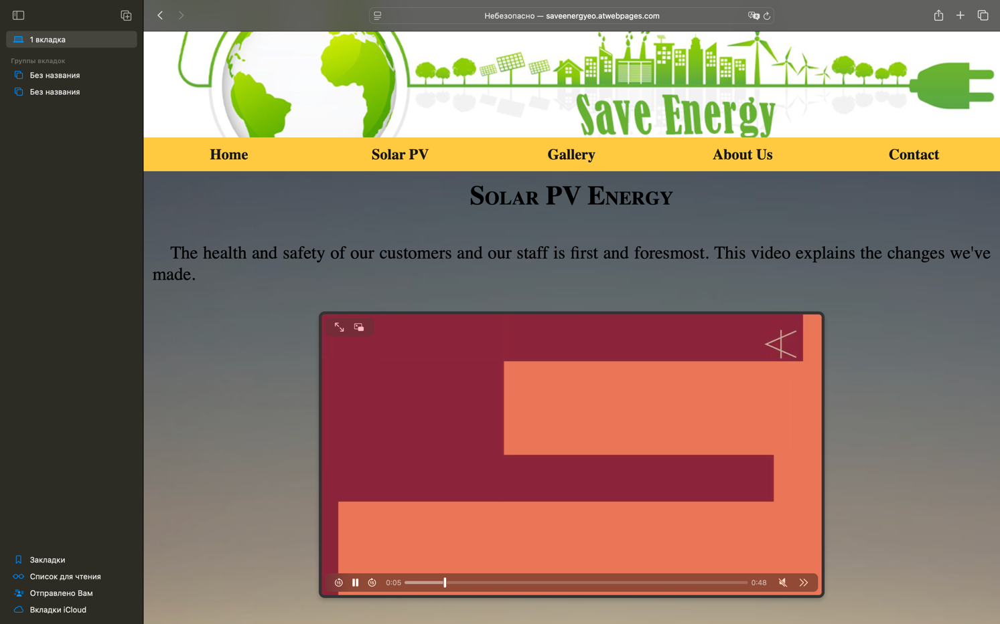 1 вкладка
Группы вкладок
Без названия
Без названия
Закладки
Список для чтения
Отправлено Вам
Вкладки iCloud
Небезопасно — saveenergyeo.atwebpages.com
Save Energy
Home Solar PV Gallery About Us Contact
Solar PV Energy
The health and safety of our customers and our staff is first and foresmost. This video explains the changes we've
made.
15 15 0:05 0:48